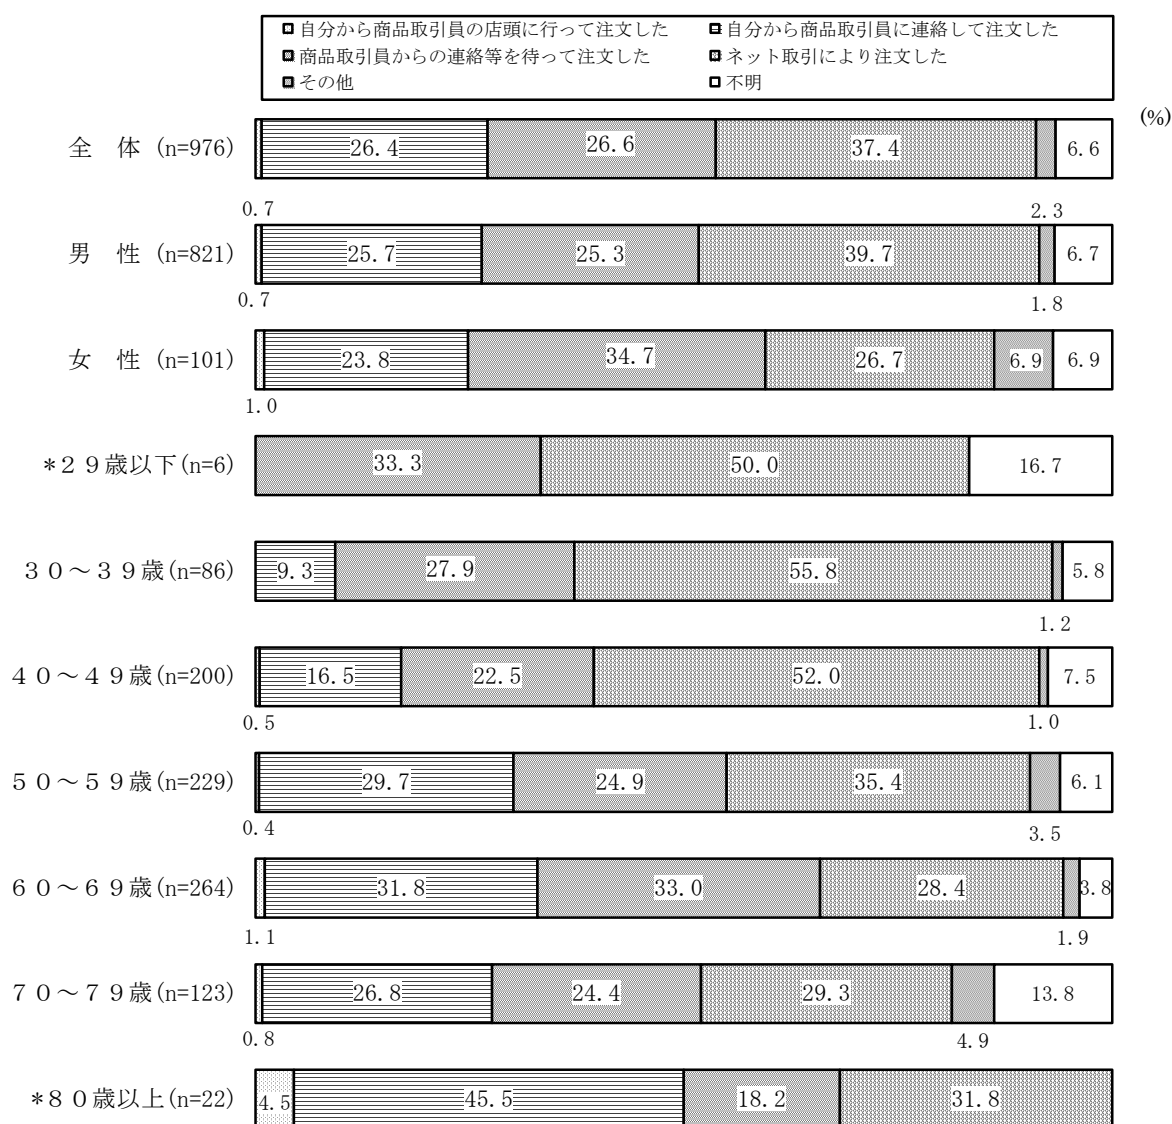 自分から商品取引員の店頭に行って注文した 自分から商品取引員に連絡して注文した
商品取引員からの連絡等を待って注文した ネット取引により注文した
その他 不明
(%)
全 体 (n=976) 26.4 26.6 37.4 6.6
0.7 2.3
男 性 (n=821) 25.7 25.3 39.7 6.7
0.7 1.8
女 性 (n=101) 23.8 34.7 26.7 6.9 6.9
1.0
*２９歳以下(n=6) 33.3 50.0 16.7
３０～３９歳(n=86) 9.3 27.9 55.8 5.8
1.2
４０～４９歳(n=200) 16.5 22.5 52.0 7.5
0.5 1.0
５０～５９歳(n=229) 29.7 24.9 35.4 6.1
0.4 3.5
６０～６９歳(n=264) 31.8 33.0 28.4 3.8
1.1 1.9
７０～７９歳(n=123) 26.8 24.4 29.3 13.8
0.8 4.9
*８０歳以上(n=22) 4.5 45.5 18.2 31.8